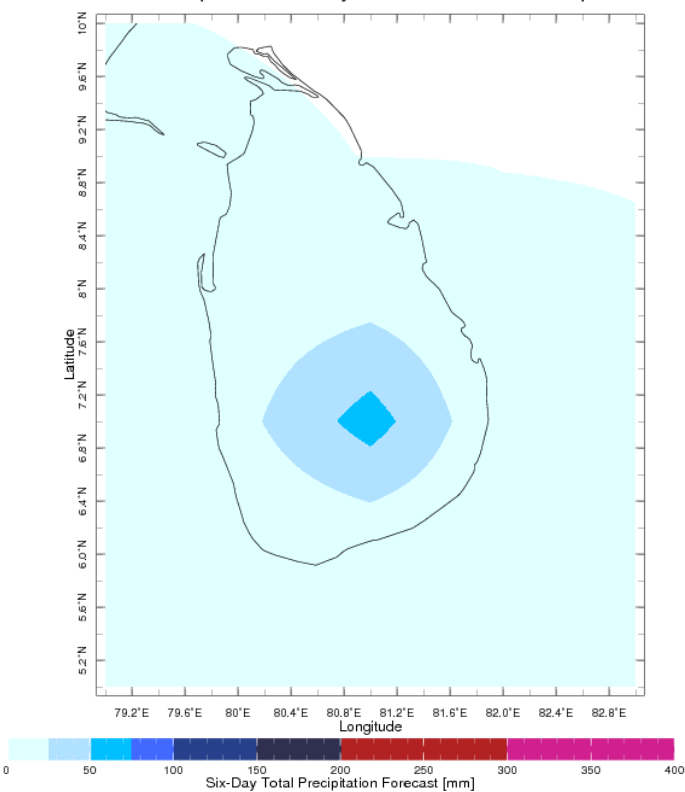 10°N
9.6°N
9.2°N
8.8°N
8.4°N
8°N
7.6°N
7.2°N
6.8°N
6.4°N
6.0°N
5.6°N
5.2°N
Latitude
79.2°E 79.6°E 80°E 80.4°E 80.8°E 81.2°E 81.6°E 82.0°E 82.4°E 82.8°E
Longitude
0 50 100 150 200 250 300 350 400
Six-Day Total Precipitation Forecast [mm]